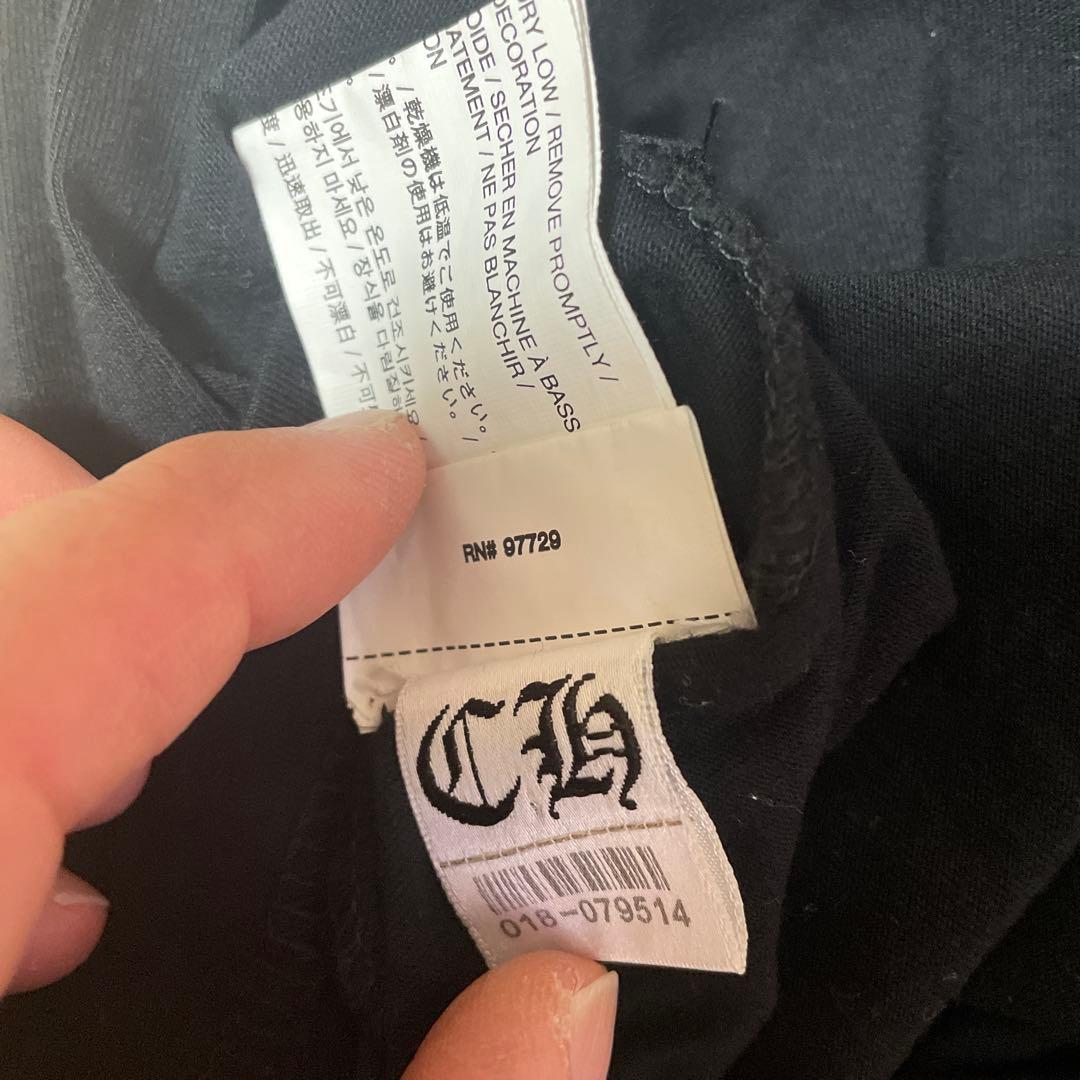 RY LOW / REMOVE PROMPTLY /
DECORATION
OIDE / SECHER EN MACHINE À BASS
ATEMENT / NE PAS BLANCHIR /
ON
/ 乾燥機は低温でご使用ください。/
/ 漂白剤の使用はお避けください。
기에서 낮은 온도로 건조시키세요 /
용하지 마세요 / 장식을 다림질하
度 / 迅速取出 / 不可漂白 / 不可
RN# 97729
CH
018-079514